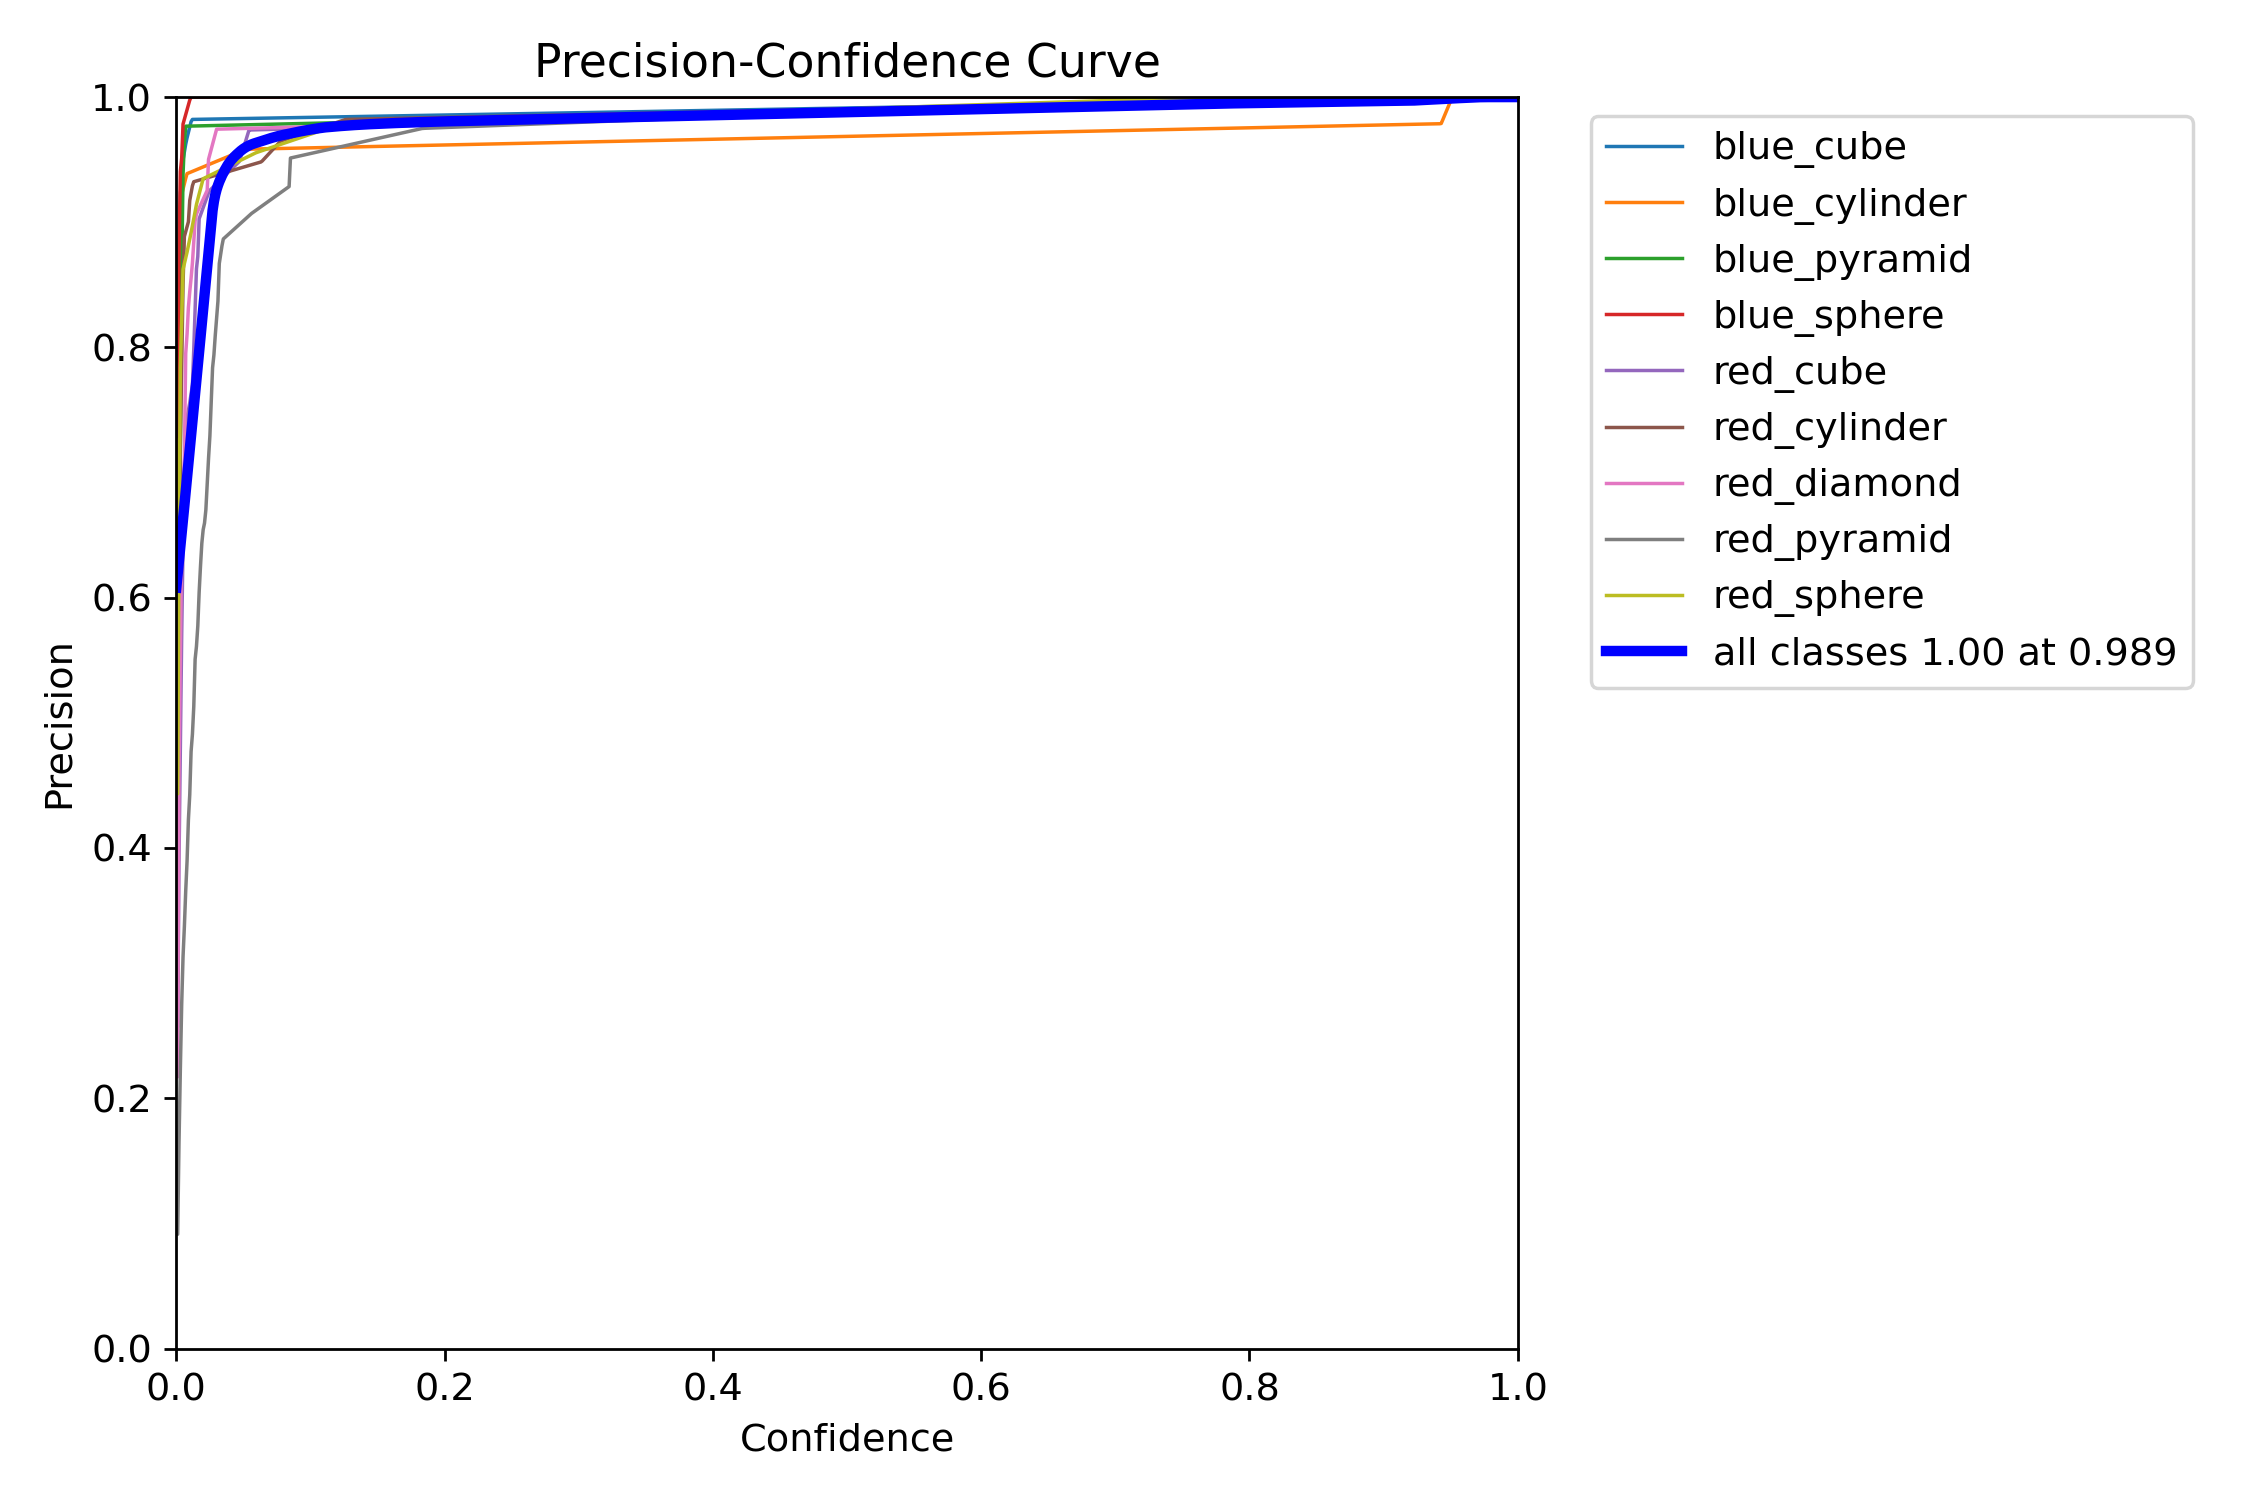 Precision-Confidence Curve
1.0
0.8
0.6
0.4
0.2
0.0
Precision
0.0 0.2 0.4 0.6 0.8 1.0
Confidence
blue_cube
blue_cylinder
blue_pyramid
blue_sphere
red_cube
red_cylinder
red_diamond
red_pyramid
red_sphere
all classes 1.00 at 0.989